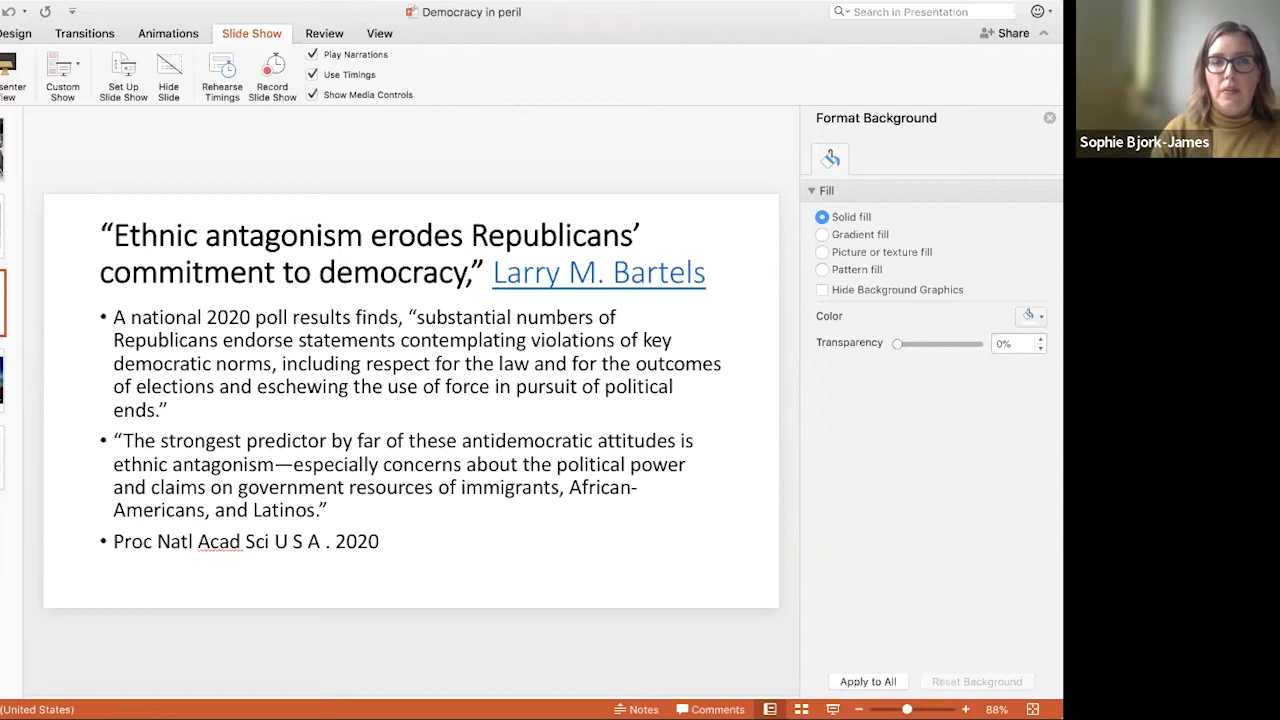 Democracy in peril
Search in Presentation
Design
Transitions
Animations
Slide Show
Review
View
Share
Custom
Show
Set Up
Slide Show
Hide
Slide
Rehearse
Timings
Record
Slide Show
Play Narrations
Use Timings
Show Media Controls
“Ethnic antagonism erodes Republicans’
commitment to democracy,” Larry M. Bartels
• A national 2020 poll results finds, “substantial numbers of
Republicans endorse statements contemplating violations of key
democratic norms, including respect for the law and for the outcomes
of elections and eschewing the use of force in pursuit of political
ends.”
• “The strongest predictor by far of these antidemocratic attitudes is
ethnic antagonism—especially concerns about the political power
and claims on government resources of immigrants, African-
Americans, and Latinos.”
• Proc Natl Acad Sci U S A . 2020
Format Background
Fill
Solid fill
Gradient fill
Picture or texture fill
Pattern fill
Hide Background Graphics
Color
Transparency
0%
Apply to All
Reset Background
Sophie Bjork-James
(United States)
Notes
Comments
88%